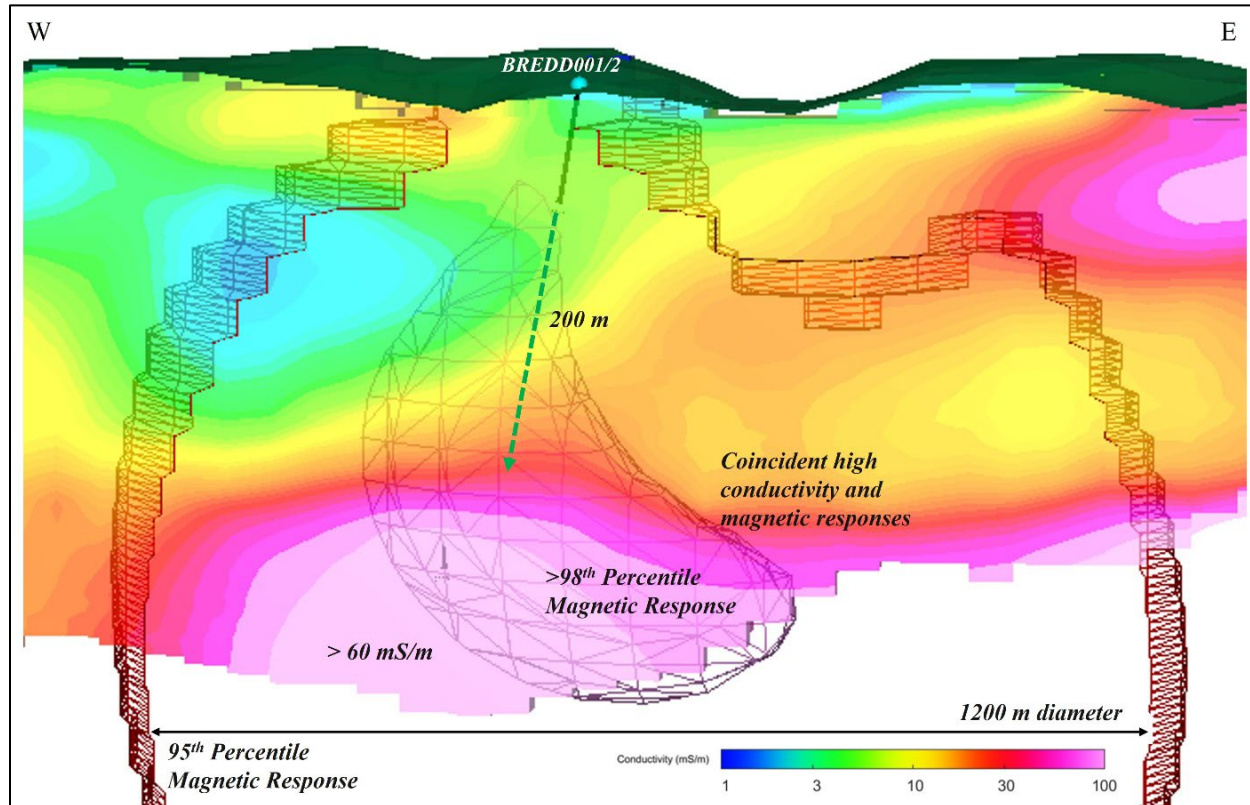 W
E
BREDD001/2
200 m
Coincident high
conductivity and
magnetic responses
>98th Percentile
Magnetic Response
> 60 mS/m
1200 m diameter
95th Percentile
Magnetic Response
Conductivity (mS/m)
1 3 10 30 100